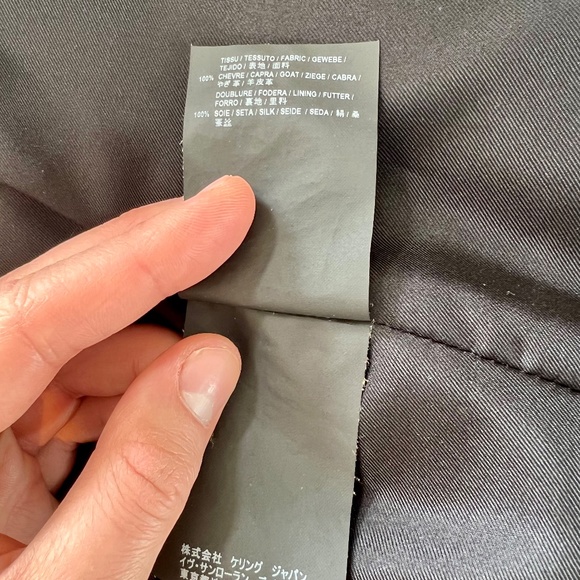 TISSU / TESSUTO / FABRIC / GEWEBE /
TEJIDO / 表地 / 面料
100% CHEVRE / CAPRA / GOAT / ZIEGE / CABRA /
やぎ革 / 羊皮革
DOUBLURE / FODERA / LINING / FUTTER /
FORRO / 裏地 / 里料
100% SOIE / SETA / SILK / SEIDE / SEDA / 絹 / 桑
蚕丝
株式会社 ケリング ジャパン
イヴ・サンローラン
東京都